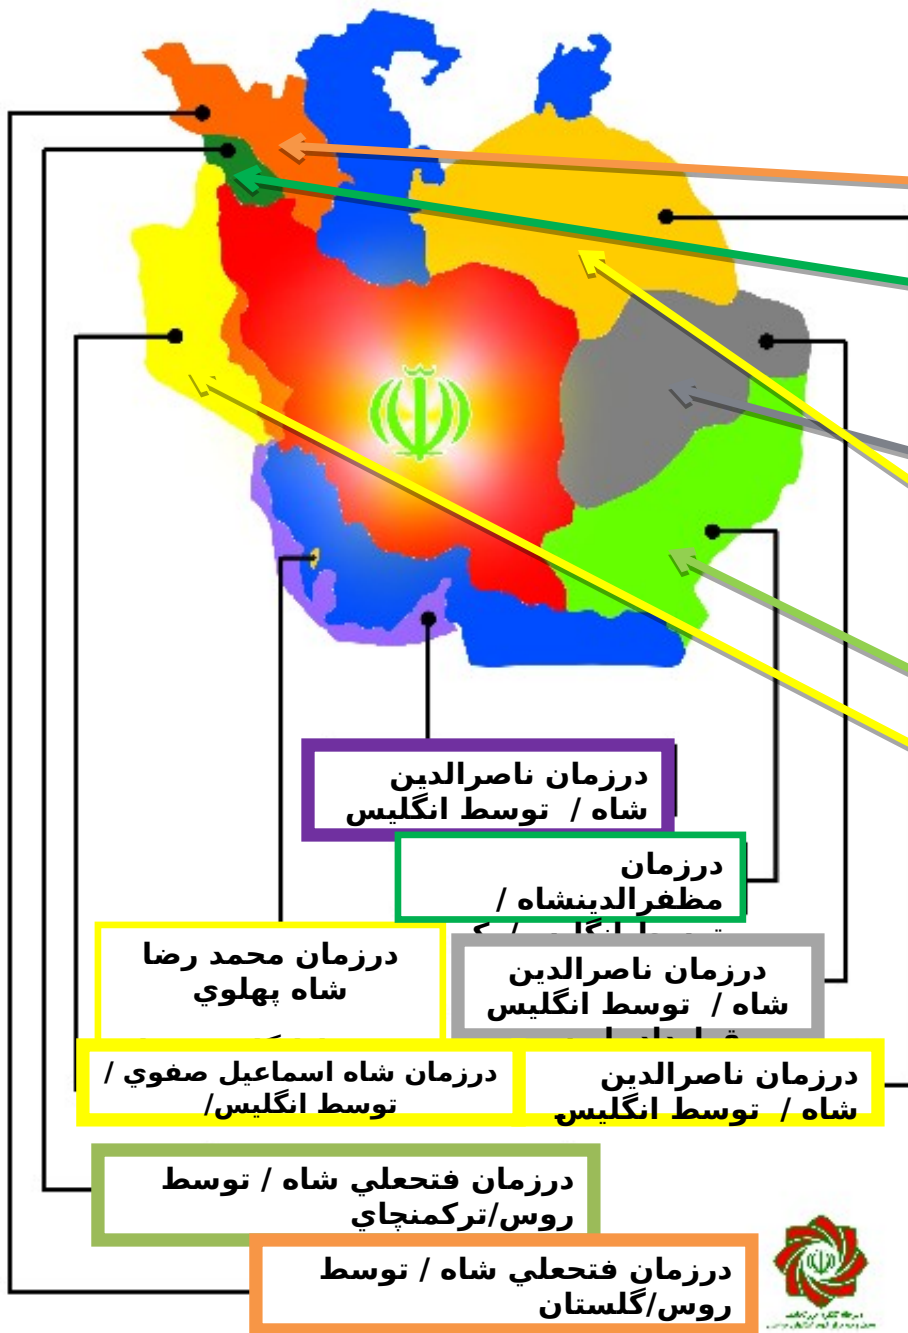 درزمان ناصرالدين
شاه / توسط انگليس
درزمان
مظفرالدينشاه /
درزمان محمد رضا
شاه پهلوي
درزمان ناصرالدين
شاه / توسط انگليس
درزمان شاه اسماعيل صفوي /
توسط انگليس/
درزمان ناصرالدين
شاه / توسط انگليس
درزمان فتحعلي شاه / توسط
روس/تركمنچاي
درزمان فتحعلي شاه / توسط
روس/گلستان